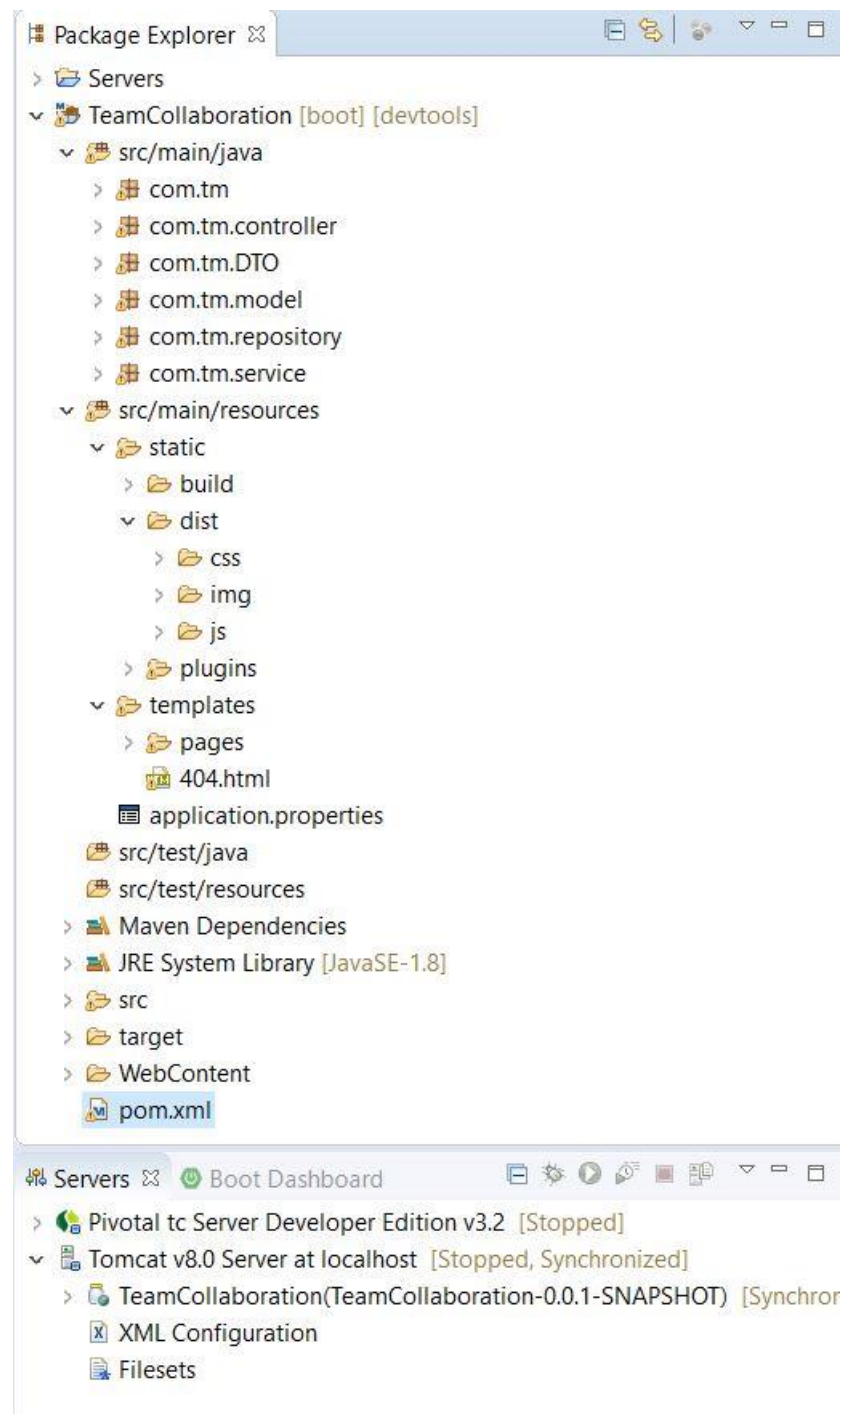 Package Explorer
Servers
TeamCollaboration [boot] [devtools]
src/main/java
com.tm
com.tm.controller
com.tm.DTO
com.tm.model
com.tm.repository
com.tm.service
src/main/resources
static
build
dist
css
img
js
plugins
templates
pages
404.html
application.properties
src/test/java
src/test/resources
Maven Dependencies
JRE System Library [JavaSE-1.8]
src
target
WebContent
pom.xml
Servers Boot Dashboard
Pivotal tc Server Developer Edition v3.2 [Stopped]
Tomcat v8.0 Server at localhost [Stopped, Synchronized]
TeamCollaboration(TeamCollaboration-0.0.1-SNAPSHOT) [Synchror
XML Configuration
Filesets